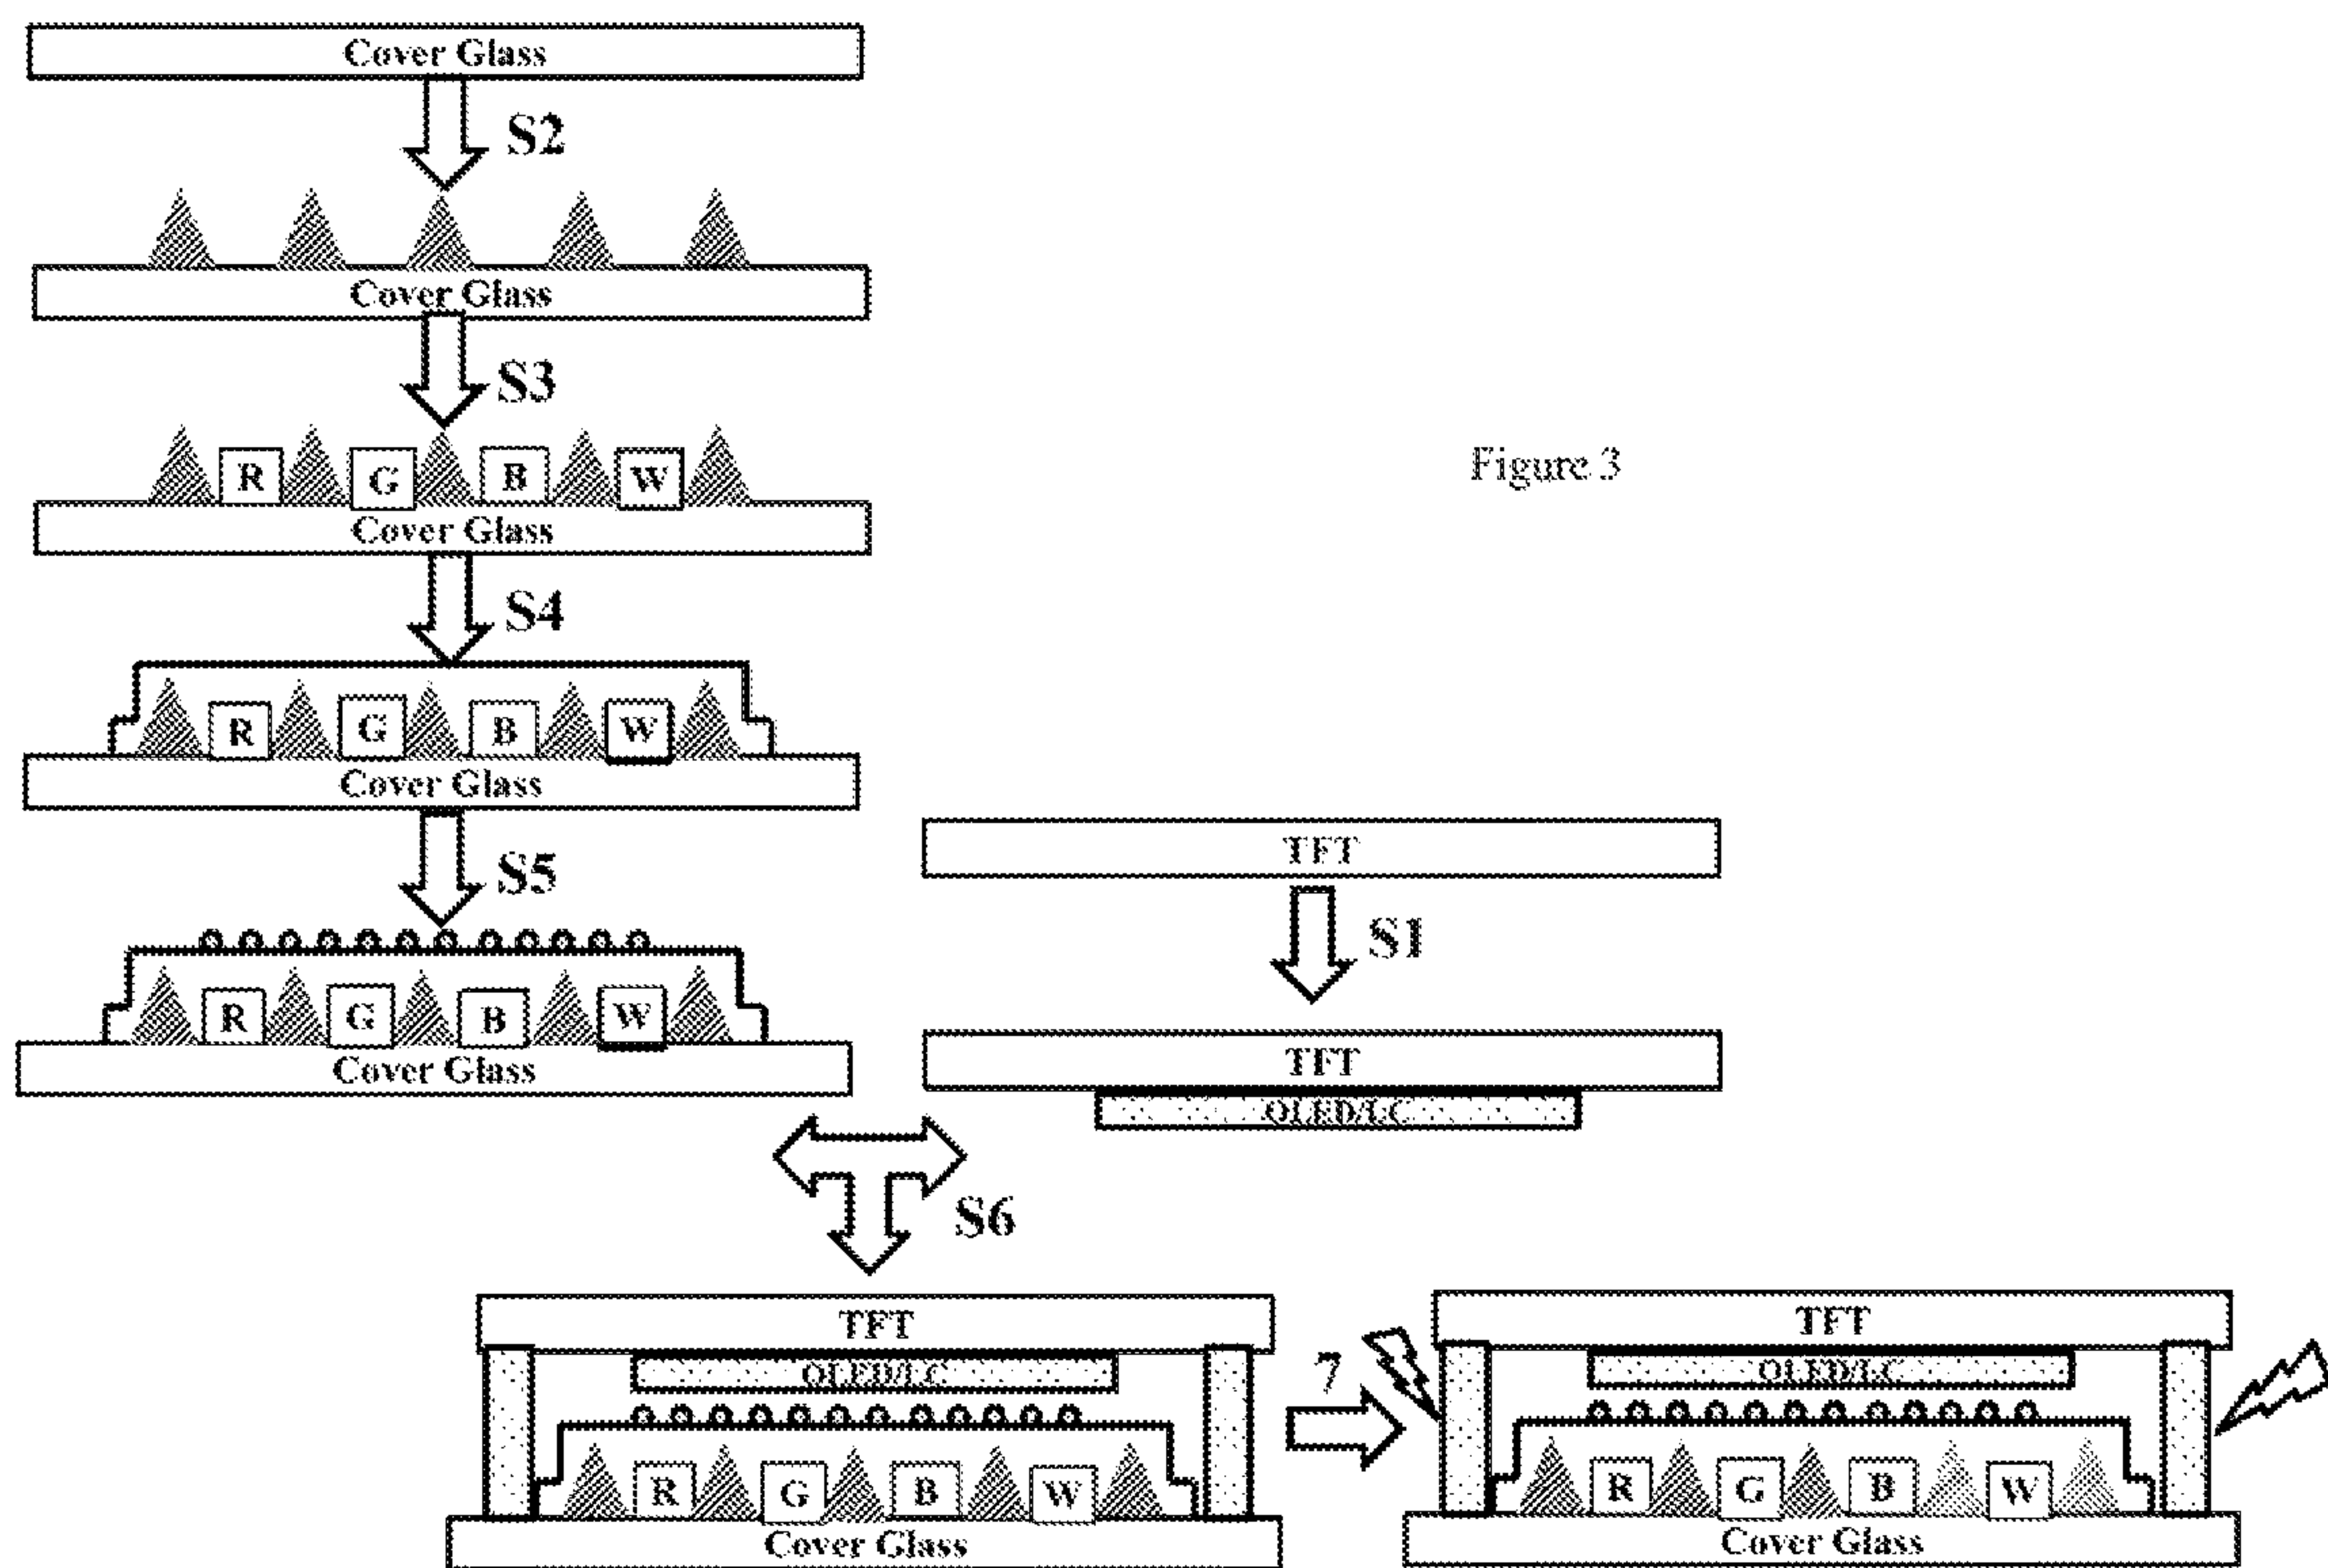 Cover Glass
S2
Cover Glass
S3
Figure 3
R G B W
Cover Glass
S4
R G B W
Cover Glass
S5
TFT
S1
R G B W
Cover Glass
TFT
OLED/LC
S6
TFT
OLED/LC
R G B W
Cover Glass
7
TFT
OLED/LC
R G B W
Cover Glass